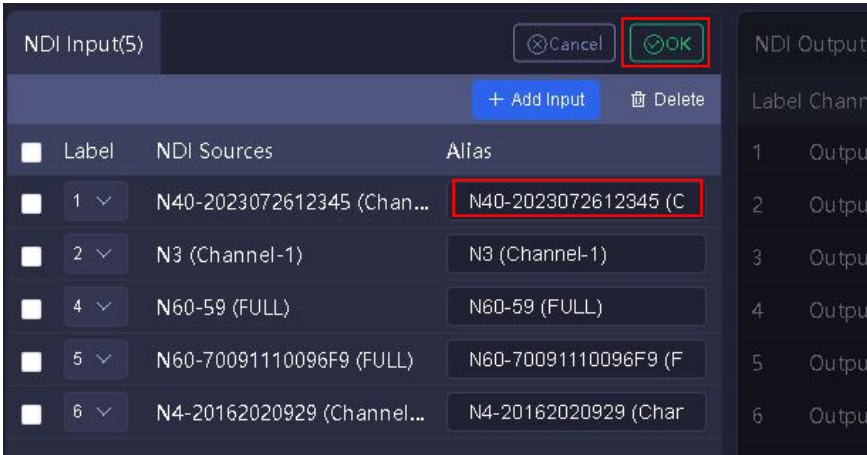 NDI Input(5) Cancel OK NDI Output
+ Add Input Delete Label Chann
Label NDI Sources Alias 1 Outpu
1 N40-2023072612345 (Chan... N40-2023072612345 (C 2 Outpu
2 N3 (Channel-1) N3 (Channel-1) 3 Outpu
4 N60-59 (FULL) N60-59 (FULL) 4 Outpu
5 N60-70091110096F9 (FULL) N60-70091110096F9 (F 5 Outpu
6 N4-20162020929 (Channel... N4-20162020929 (Char 6 Outpu